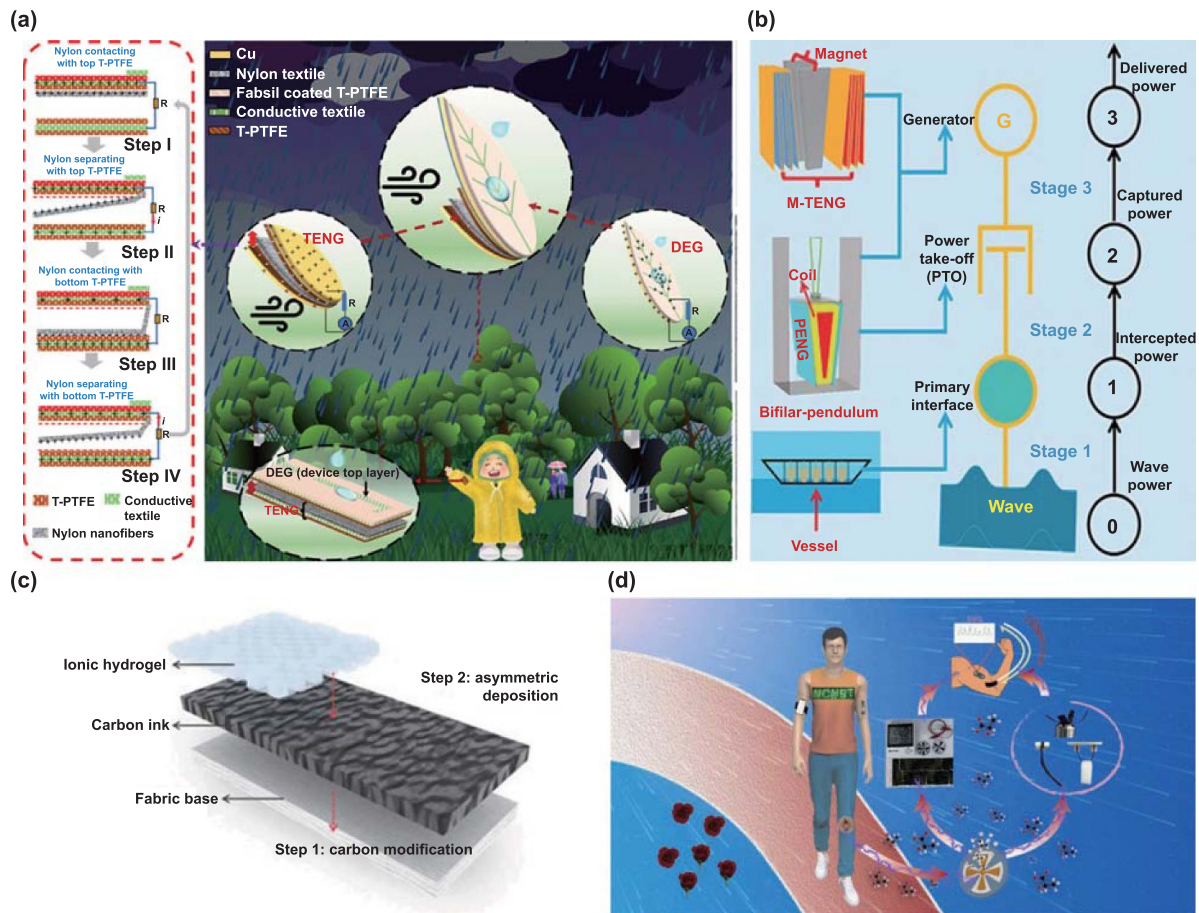 (a)
Nylon contacting
with top T-PTFE
R
Step I
Nylon separating
with top T-PTFE
R
i
Step II
Nylon contacting with
bottom T-PTFE
R
Step III
Nylon separating
with bottom T-PTFE
i
R
Step IV
T-PTFE
Conductive
textile
Nylon nanofibers
Cu
Nylon textile
Fabsil coated T-PTFE
Conductive textile
T-PTFE
TENG
R
A
DEG
R
A
DEG (device top layer)
TENG
(b)
Magnet
M-TENG
Coil
PENG
Bifilar-pendulum
Vessel
Generator
G
Stage 3
Power
take-off
(PTO)
Stage 2
Primary
interface
Stage 1
Wave
Delivered
power
3
Captured
power
2
Intercepted
power
1
Wave
power
0
(c)
Ionic hydrogel
Carbon ink
Fabric base
Step 2: asymmetric
deposition
Step 1: carbon modification
(d)